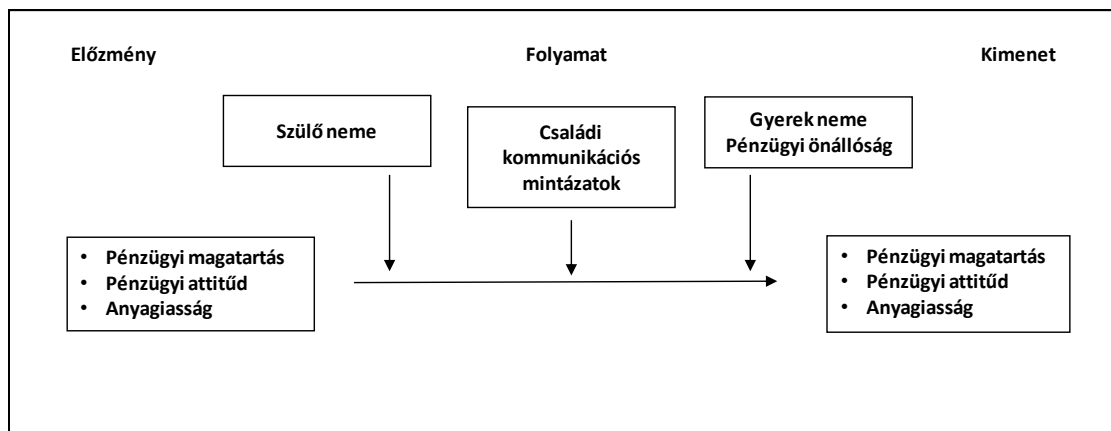 Előzmény
Folyamat
Kimenet
Szülő neme
Családi
kommunikációs
mintázatok
Gyerek neme
Pénzügyi önállóság
• Pénzügyi magatartás
• Pénzügyi attitűd
• Anyagiasság
• Pénzügyi magatartás
• Pénzügyi attitűd
• Anyagiasság